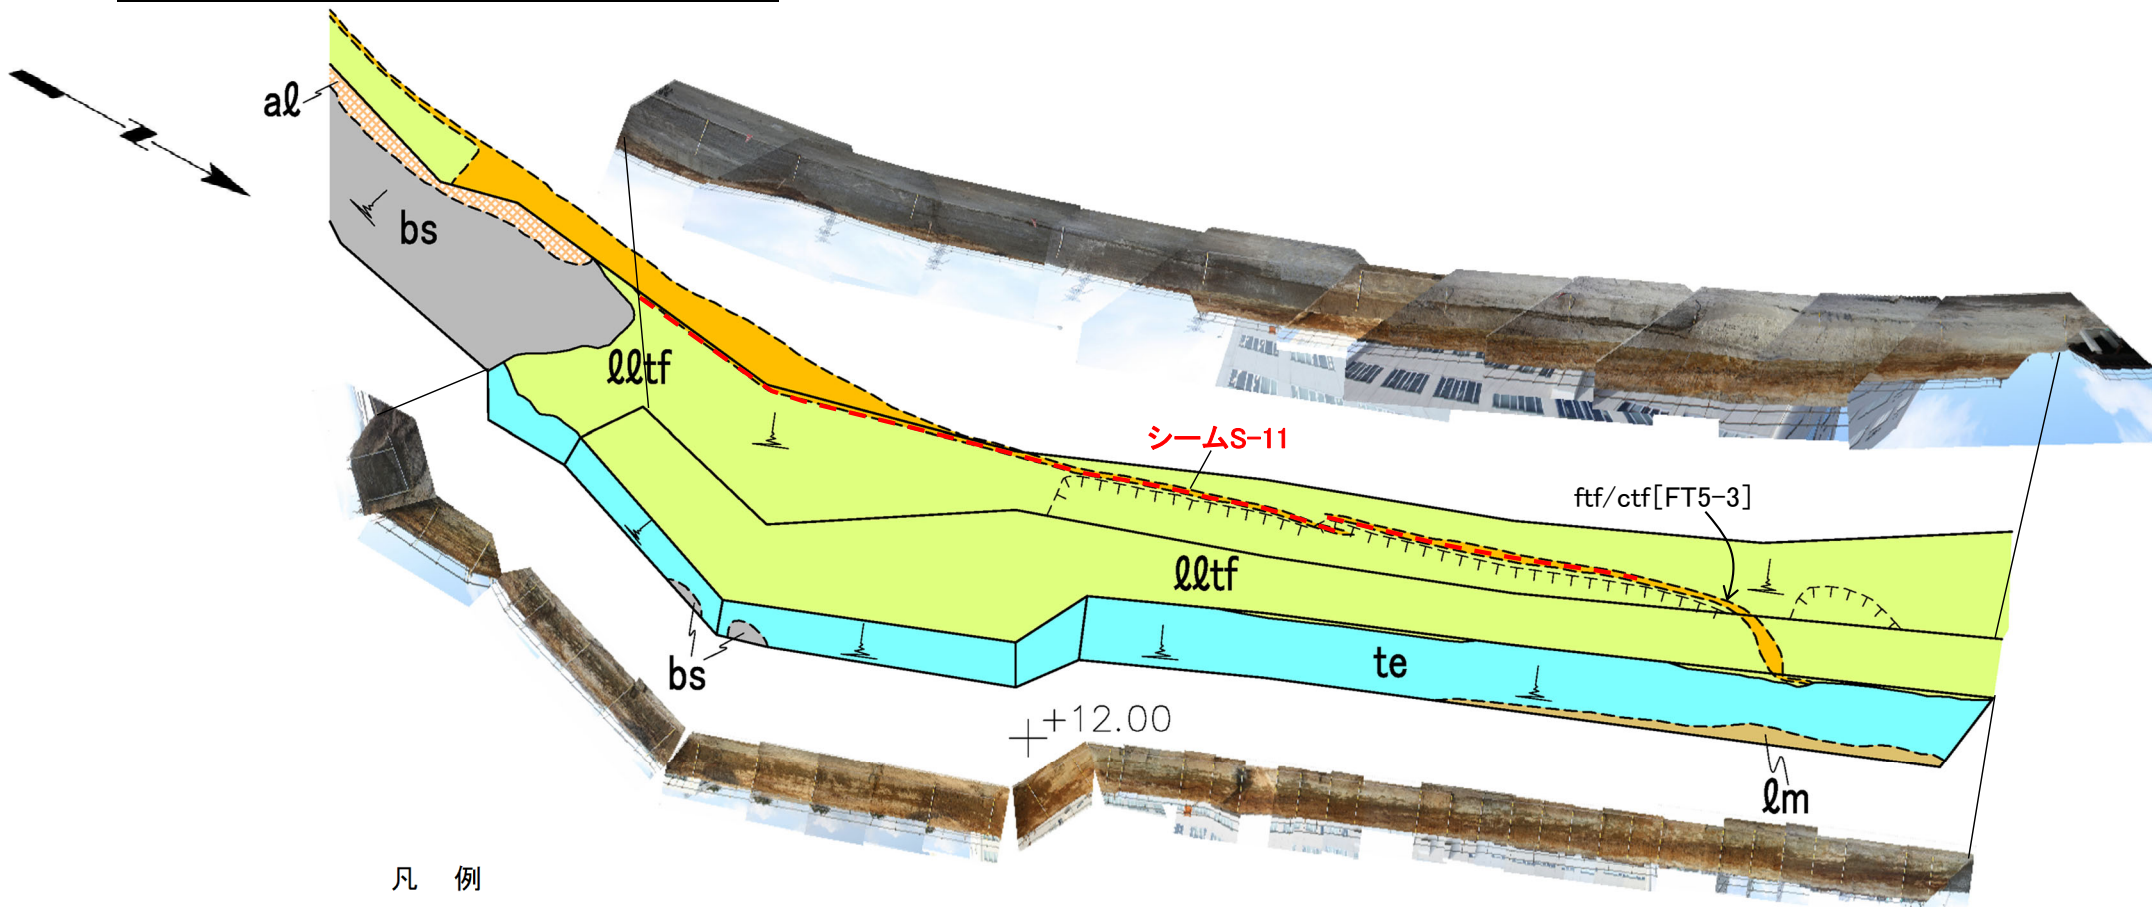 aℓ
bs
ℓℓtf
シームS-11
ftf/ctf[FT5-3]
ℓℓtf
te
bs
+12.00
ℓm
凡 例